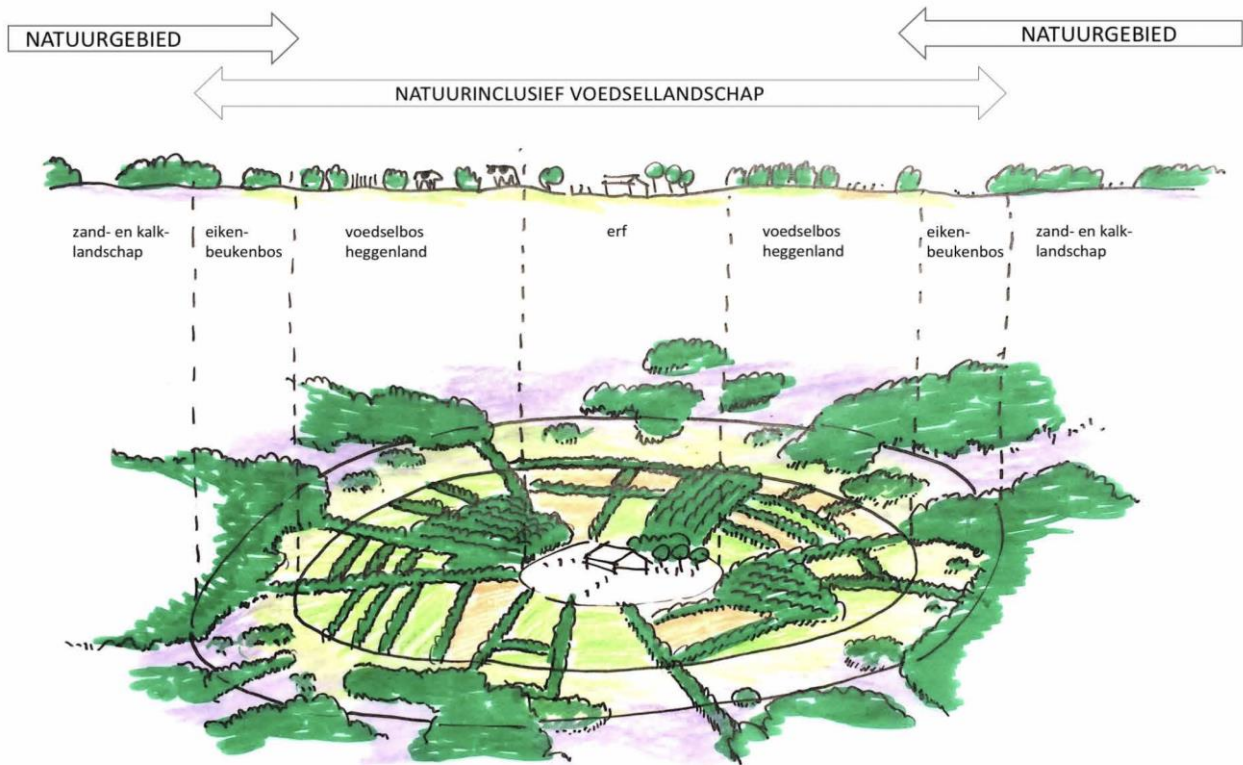 NATUURGEBIED
NATUURGEBIED
NATUURINCLUSIEF VOEDSELLANDSCHAP
zand- en kalk-
landschap
eiken-
beukenbos
voedselbos
heggenland
erf
voedselbos
heggenland
eiken-
beukenbos
zand- en kalk-
landschap